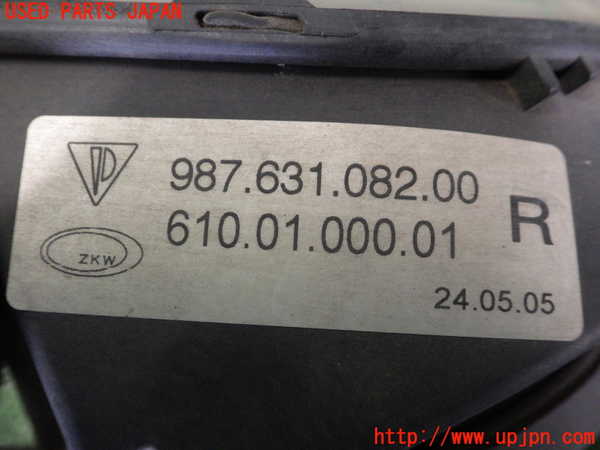 USED PARTS JAPAN
987.631.082.00
610.01.000.01
R
ZKW
24.05.05
http://www.upjpn.com/